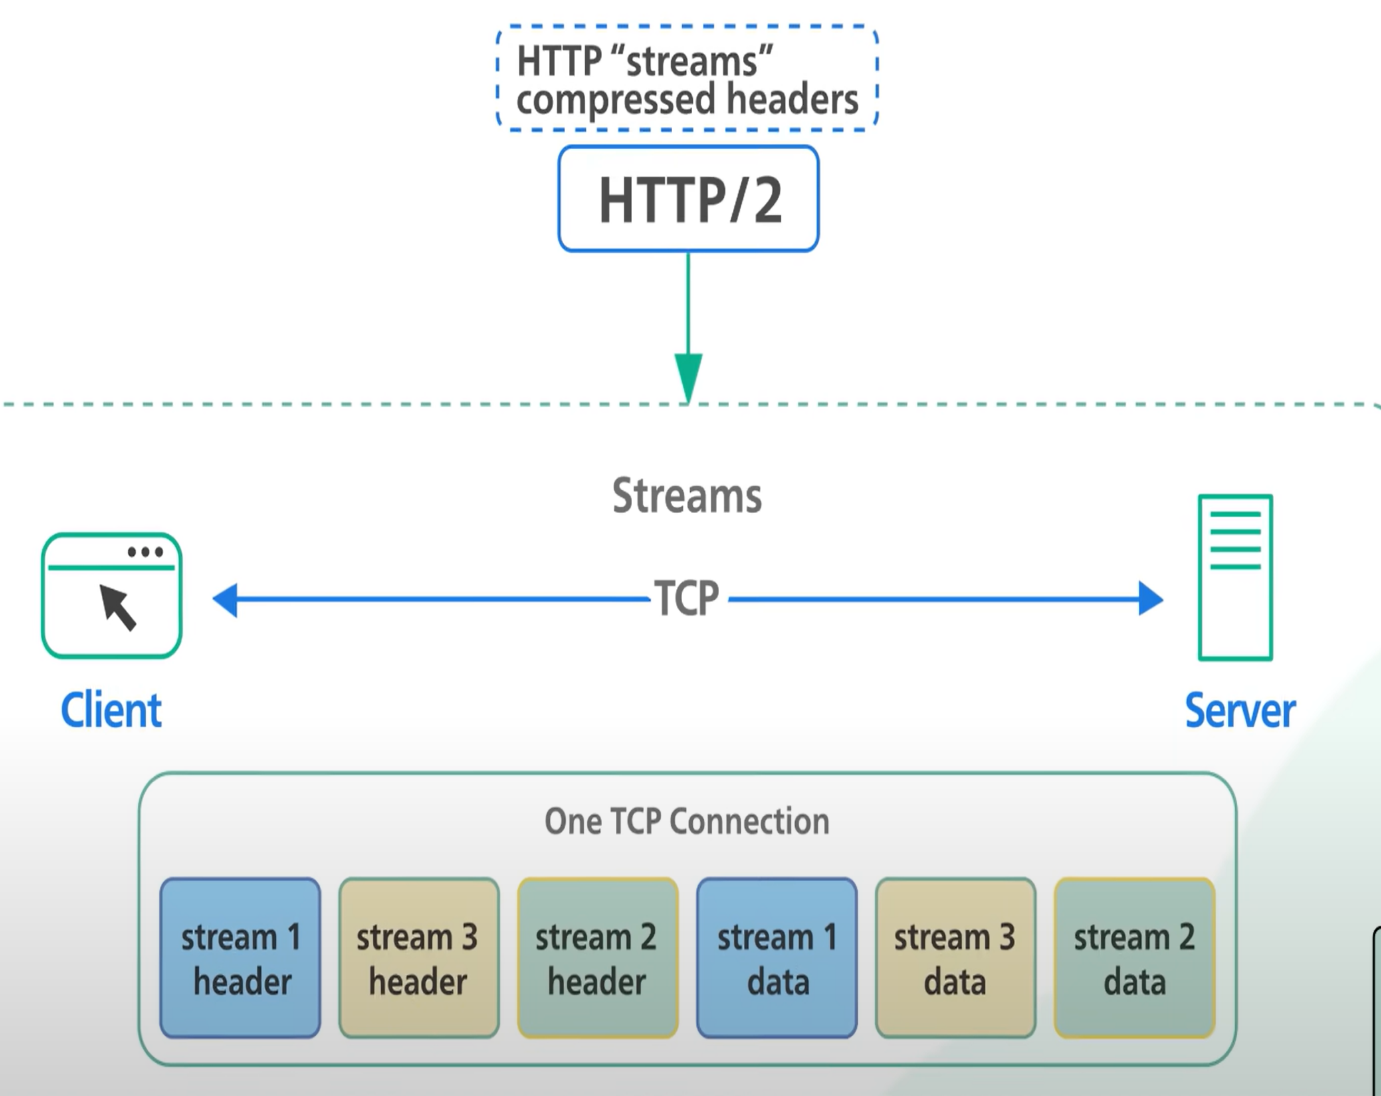 HTTP “streams”
compressed headers
HTTP/2
Streams
TCP
Client
Server
One TCP Connection
stream 1
header
stream 3
header
stream 2
header
stream 1
data
stream 3
data
stream 2
data